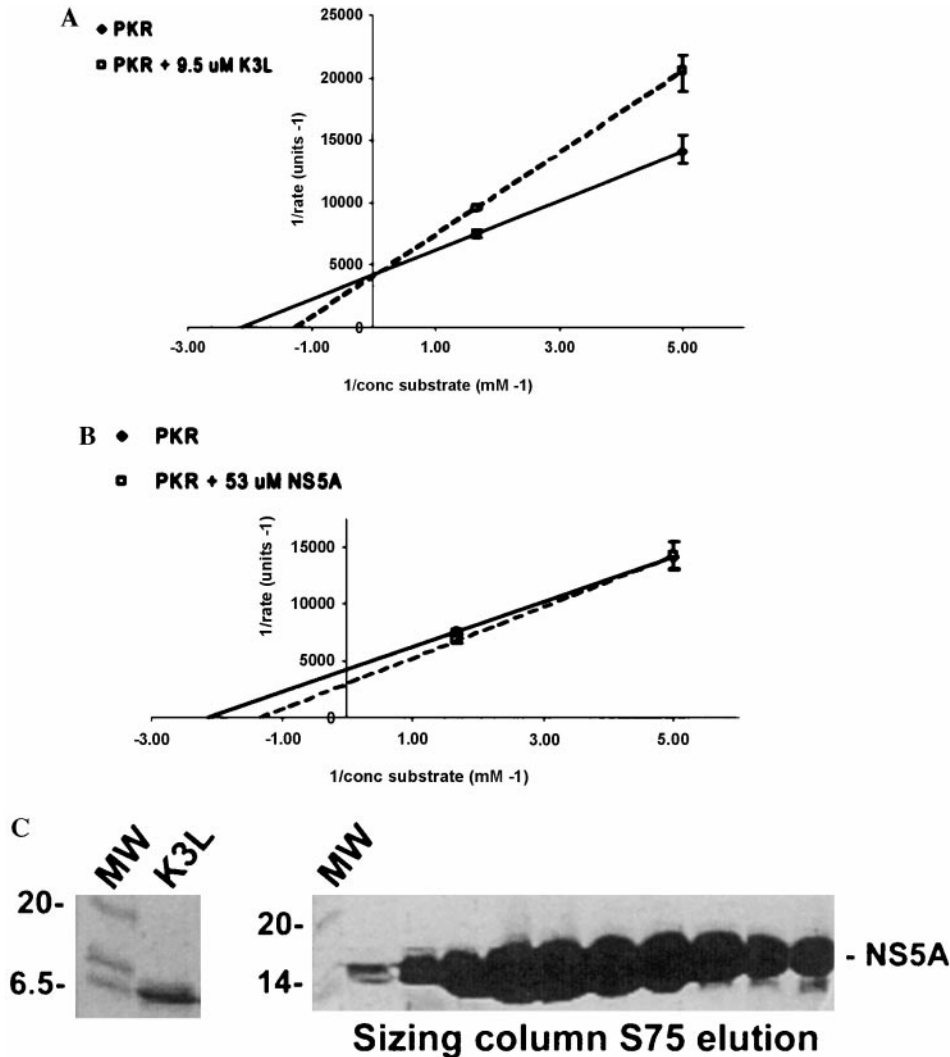 A
◆ PKR
□ PKR + 9.5 uM K3L
1/rate (units -1)
25000
20000
15000
10000
5000
0
-3.00 -1.00 1.00 3.00 5.00
1/conc substrate (mM -1)
B ◆ PKR
□ PKR + 53 uM NS5A
1/rate (units -1)
15000
10000
5000
0
-3.00 -1.00 1.00 3.00 5.00
1/conc substrate (mM -1)
C
MW K3L MW
20-
6.5-
20-
14-
- NS5A
Sizing column S75 elution